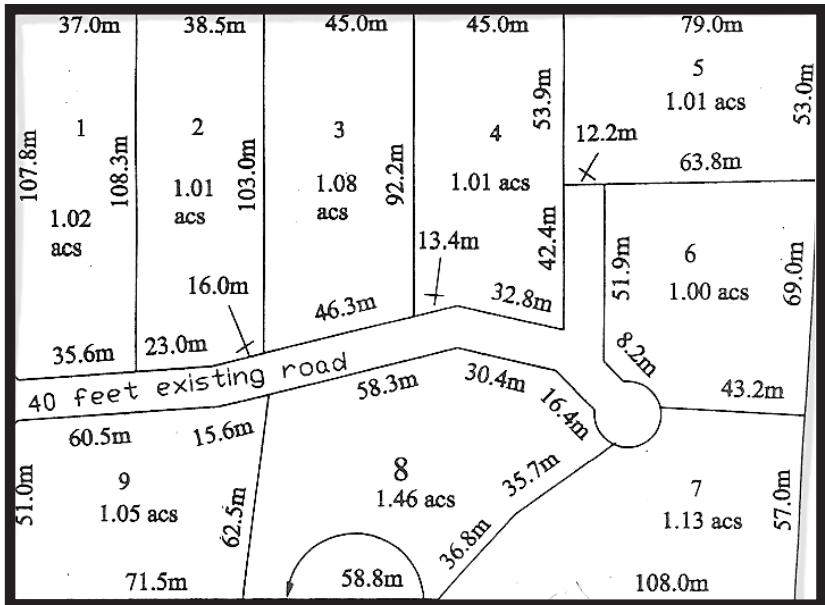 37.0m
38.5m
45.0m
45.0m
79.0m
107.8m
1
1.02
acs
108.3m
35.6m
2
1.01
acs
103.0m
16.0m
23.0m
3
1.08
acs
92.2m
46.3m
4
1.01 acs
53.9m
42.4m
13.4m
32.8m
5
1.01 acs
53.0m
12.2m
63.8m
6
1.00 acs
51.9m
69.0m
8.2m
43.2m
40 feet existing road
60.5m
15.6m
51.0m
9
1.05 acs
62.5m
71.5m
58.3m
30.4m
16.4m
8
1.46 acs
35.7m
36.8m
58.8m
7
1.13 acs
57.0m
108.0m